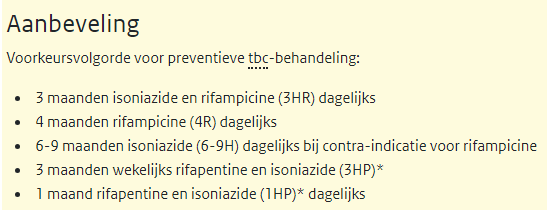 Aanbeveling
Voorkeursvolgorde voor preventieve tbc-behandeling:
• 3 maanden isoniazide en rifampicine (3HR) dagelijks
• 4 maanden rifampicine (4R) dagelijks
• 6-9 maanden isoniazide (6-9H) dagelijks bij contra-indicatie voor rifampicine
• 3 maanden wekelijks rifapentine en isoniazide (3HP)*
• 1 maand rifapentine en isoniazide (1HP)* dagelijks